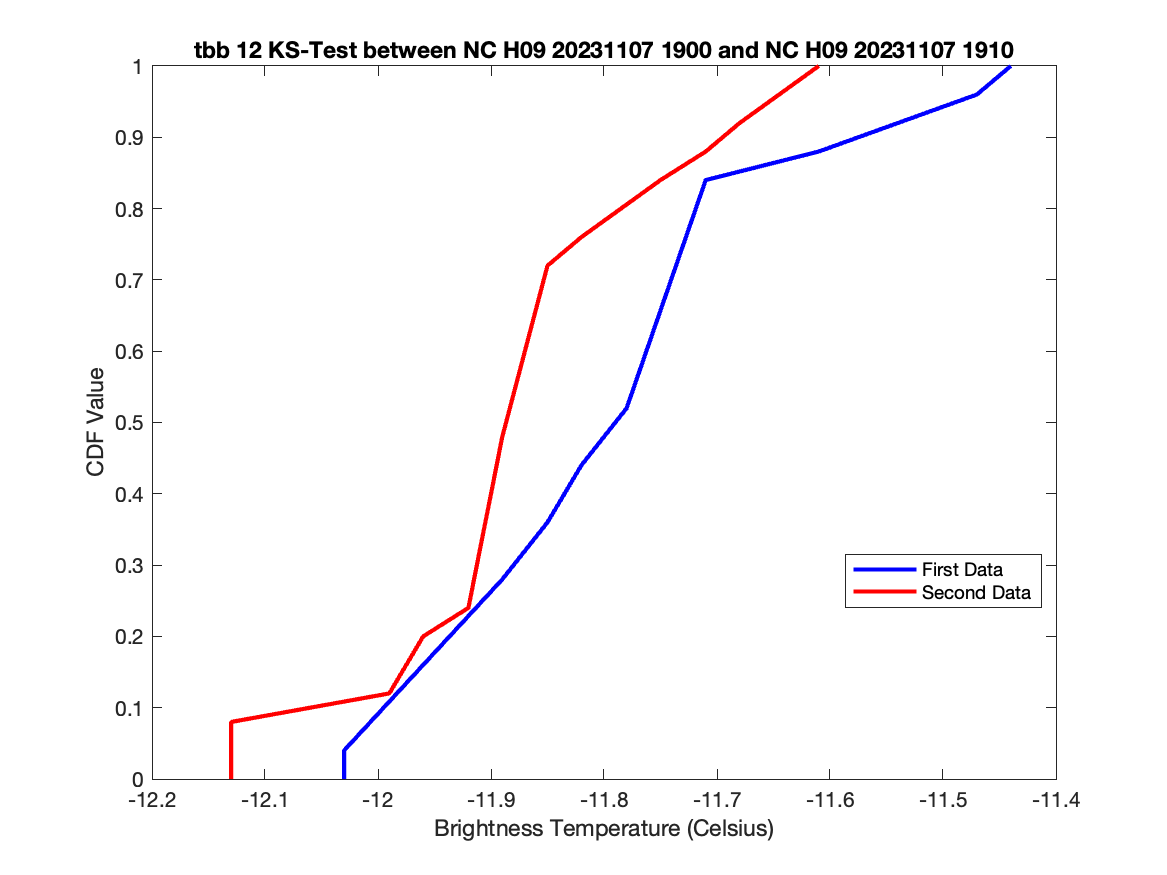 tbb 12 KS-Test between NC H09 20231107 1900 and NC H09 20231107 1910
1
0.9
0.8
0.7
0.6
0.5
0.4
0.3
0.2
0.1
0
CDF Value
First Data
Second Data
-12.2 -12.1 -12 -11.9 -11.8 -11.7 -11.6 -11.5 -11.4
Brightness Temperature (Celsius)